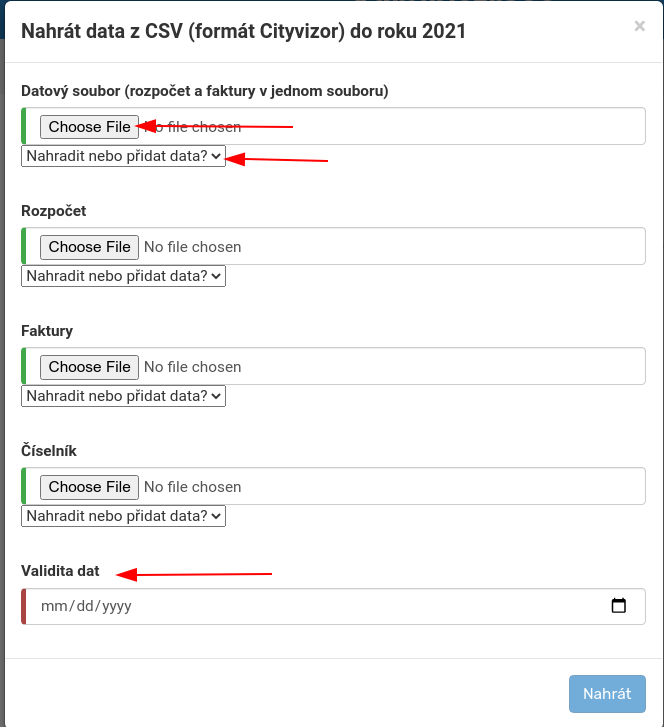 Nahrát data z CSV (formát Cityvizor) do roku 2021 ×
Datový soubor (rozpočet a faktury v jednom souboru)
Choose File No file chosen
Nahradit nebo přidat data?
Rozpočet
Choose File No file chosen
Nahradit nebo přidat data?
Faktury
Choose File No file chosen
Nahradit nebo přidat data?
Číselník
Choose File No file chosen
Nahradit nebo přidat data?
Validita dat
mm/dd/yyyy
Nahrát